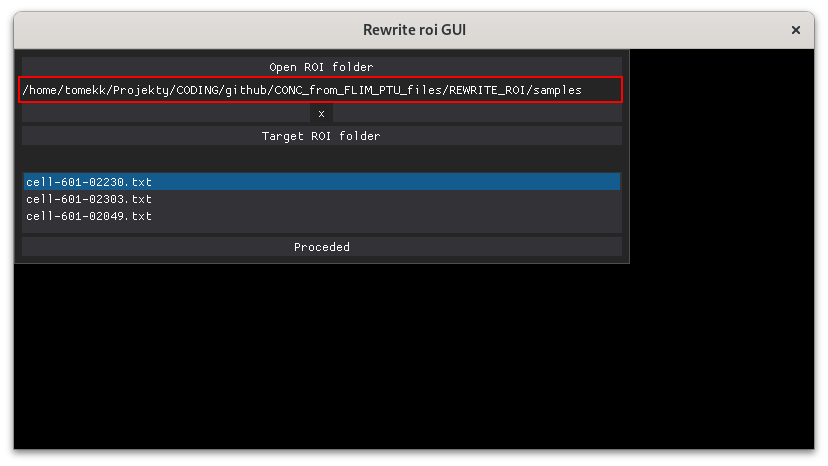 Rewrite roi GUI
×
Open ROI folder
/home/tomekk/Projekty/CODING/github/CONC_from_FLIM_PTU_files/REWRITE_ROI/samples
x
Target ROI folder
cell-601-02230.txt
cell-601-02303.txt
cell-601-02049.txt
Proceded